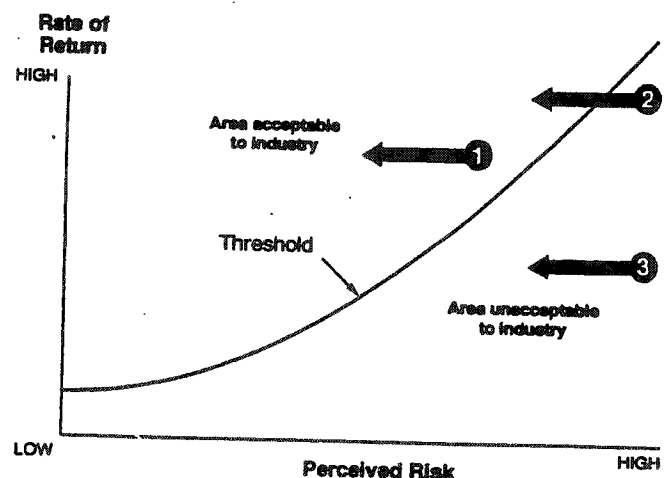 Rate of
Return
HIGH
2
Area acceptable
to industry
1
Threshold
3
Area unacceptable
to industry
LOW
HIGH
Perceived Risk